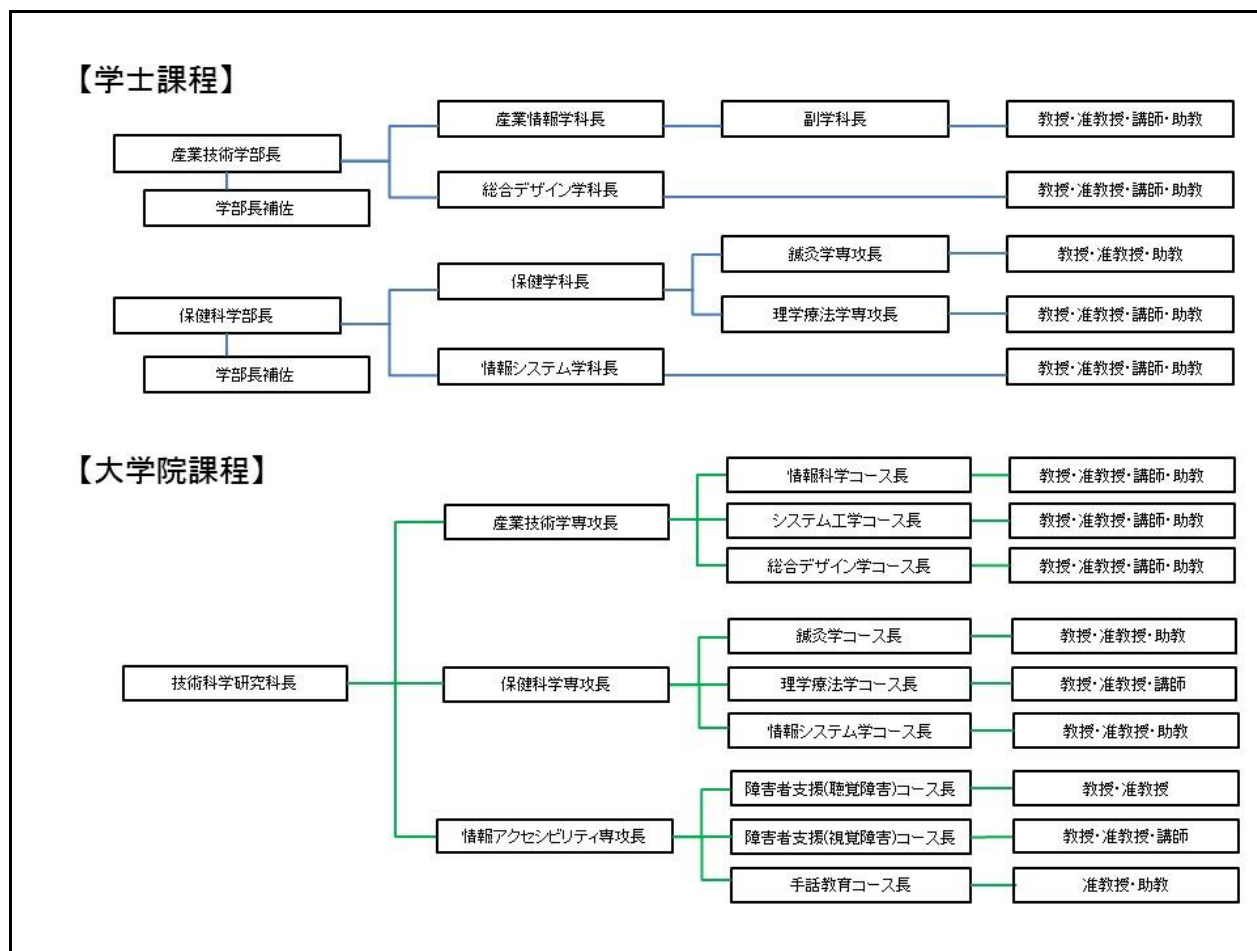 【学士課程】
産業情報学科長
副学科長
教授・准教授・講師・助教
産業技術学部長
総合デザイン学科長
教授・准教授・講師・助教
学部長補佐
保健学科長
鍼灸学専攻長
教授・准教授・助教
保健科学部長
理学療法学専攻長
教授・准教授・講師・助教
学部長補佐
情報システム学科長
教授・准教授・講師・助教
【大学院課程】
情報科学コース長
教授・准教授・講師・助教
産業技術学専攻長
システム工学コース長
教授・准教授・講師・助教
総合デザイン学コース長
教授・准教授・講師・助教
鍼灸学コース長
教授・准教授・助教
技術科学研究科長
保健科学専攻長
理学療法学コース長
教授・准教授・講師
情報システム学コース長
教授・准教授・助教
障害者支援(聴覚障害)コース長
教授・准教授
情報アクセシビリティ専攻長
障害者支援(視覚障害)コース長
教授・准教授・講師
手話教育コース長
准教授・助教